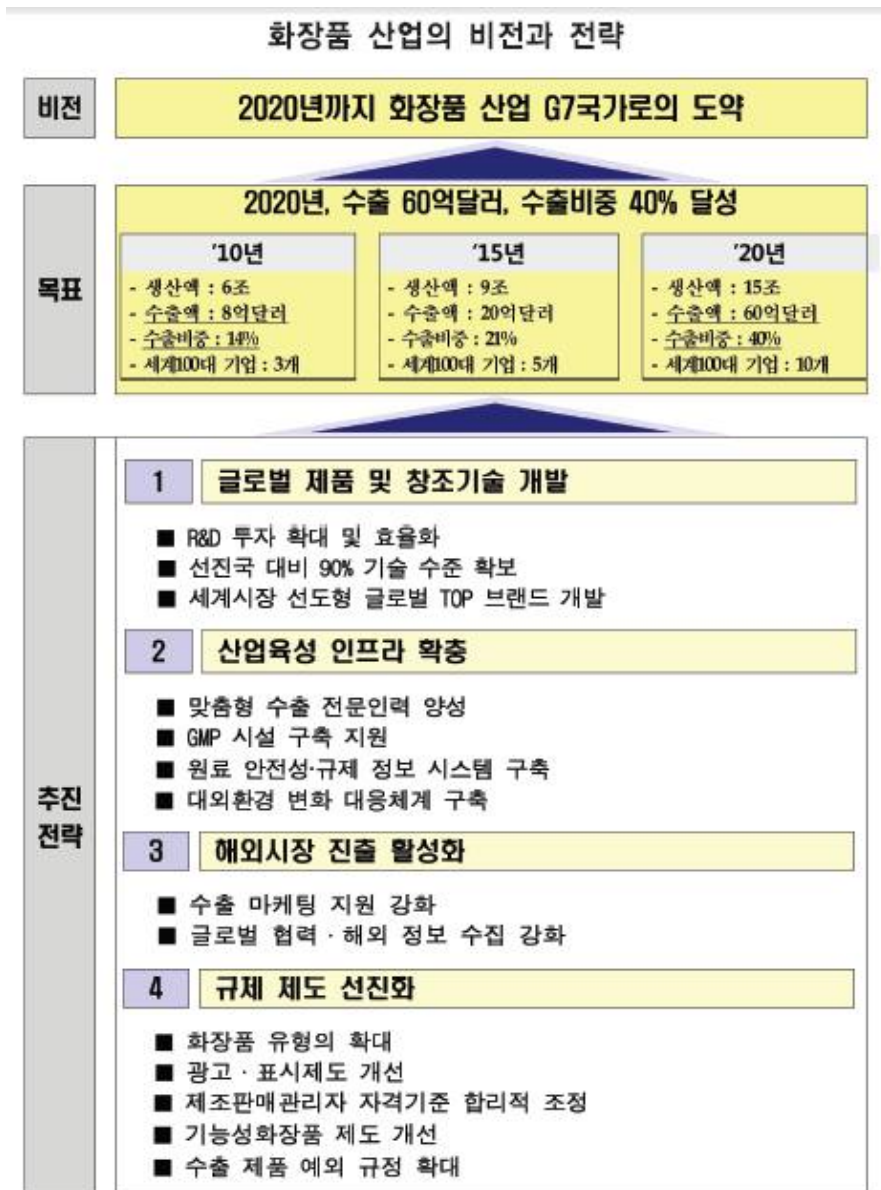 화장품 산업의 비전과 전략
비전
2020년까지 화장품 산업 G7국가로의 도약
목표
2020년, 수출 60억달러, 수출비중 40% 달성
'10년
- 생산액 : 6조
- 수출액 : 8억달러
- 수출비중 : 14%
- 세계100대 기업 : 3개
'15년
- 생산액 : 9조
- 수출액 : 20억달러
- 수출비중 : 21%
- 세계100대 기업 : 5개
'20년
- 생산액 : 15조
- 수출액 : 60억달러
- 수출비중 : 40%
- 세계100대 기업 : 10개
추진
전략
1 글로벌 제품 및 창조기술 개발
■ R&D 투자 확대 및 효율화
■ 선진국 대비 90% 기술 수준 확보
■ 세계시장 선도형 글로벌 TOP 브랜드 개발
2 산업육성 인프라 확충
■ 맞춤형 수출 전문인력 양성
■ GMP 시설 구축 지원
■ 원료 안전성·규제 정보 시스템 구축
■ 대외환경 변화 대응체계 구축
3 해외시장 진출 활성화
■ 수출 마케팅 지원 강화
■ 글로벌 협력 · 해외 정보 수집 강화
4 규제 제도 선진화
■ 화장품 유형의 확대
■ 광고 · 표시제도 개선
■ 제조판매관리자 자격기준 합리적 조정
■ 기능성화장품 제도 개선
■ 수출 제품 예외 규정 확대